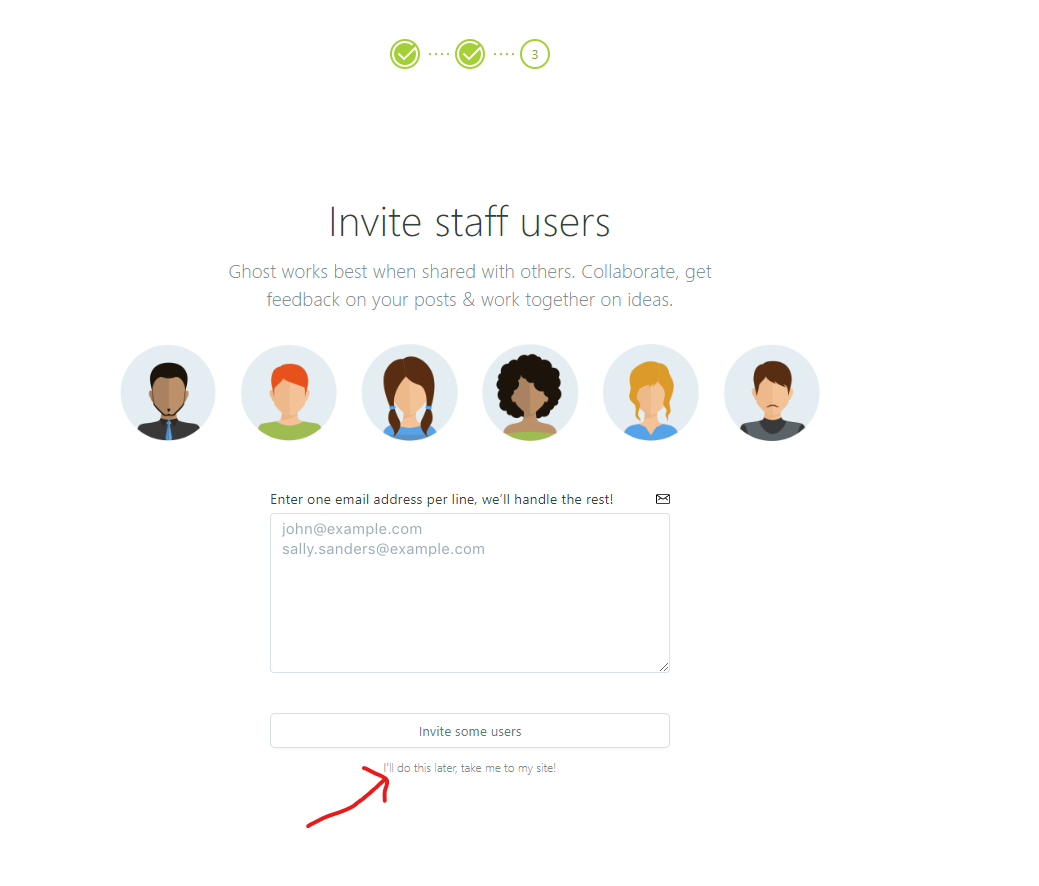 3
Invite staff users
Ghost works best when shared with others. Collaborate, get
feedback on your posts & work together on ideas.
Enter one email address per line, we’ll handle the rest!
john@example.com
sally.sanders@example.com
Invite some users
I'll do this later, take me to my site!